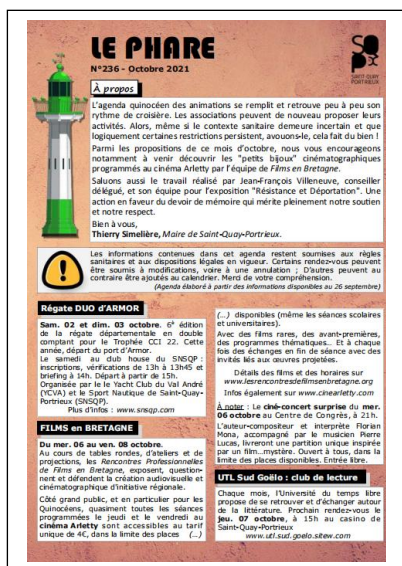 LE PHARE
N°236 - Octobre 2021
SAINT-QUAY
PORTRIEUX
À propos
L'agenda quinocéen des animations se remplit et retrouve peu à peu son
rythme de croisière. Les associations peuvent de nouveau proposer leurs
activités. Alors, même si le contexte sanitaire demeure incertain et que
logiquement certaines restrictions persistent, avouons-le, cela fait du bien !
Parmi les propositions de ce mois d'octobre, nous vous encourageons
notamment à venir découvrir les "petits bijoux" cinématographiques
programmés au cinéma Arletty par l'équipe de Films en Bretagne.
Saluons aussi le travail réalisé par Jean-François Villeneuve, conseiller
délégué, et son équipe pour l'exposition "Résistance et Déportation". Une
action en faveur du devoir de mémoire qui mérite pleinement notre soutien
et notre respect.
Bien à vous,
Thierry Simelière, Maire de Saint-Quay-Portrieux.
Les informations contenues dans cet agenda restent soumises aux règles
sanitaires et aux dispositions légales en vigueur. Certains rendez-vous peuvent
être soumis à modifications, voire à une annulation ; D'autres peuvent au
contraire être ajoutés au calendrier. Merci de votre compréhension.
(Agenda élaboré à partir des informations disponibles au 26 septembre)
Régate DUO d'ARMOR
Sam. 02 et dim. 03 octobre. 6e édition
de la régate départementale en double
comptant pour le Trophée CCI 22. Cette
année, départ du port d'Armor.
Le samedi au club house du SNSQP :
inscriptions, vérifications de 13h à 13h45 et
briefing à 14h. Départ à partir de 15h.
Organisée par le le Yacht Club du Val André
(YCVA) et le Sport Nautique de Saint-Quay-
Portrieux (SNSQP).
Plus d'infos : www.snsqp.com
FILMS en BRETAGNE
Du mer. 06 au ven. 08 octobre.
Au cours de tables rondes, d'ateliers et de
projections, les Rencontres Professionnelles
de Films en Bretagne, exposent, question-
nent et défendent la création audiovisuelle et
cinématographique d'initiative régionale.
Côté grand public, et en particulier pour les
Quinocéens, quasiment toutes les séances
programmées le jeudi et le vendredi au
cinéma Arletty sont accessibles au tarif
unique de 4€, dans la limite des places (...)
(...) disponibles (même les séances scolaires
et universitaires).
Avec des films rares, des avant-premières,
des programmes thématiques... Et à chaque
fois des échanges en fin de séance avec des
invités liés aux œuvres projetées.
Détails des films et des horaires sur
www.lesrencontresdefilmsenbretagne.org
Infos également sur www.cinearletty.com
À noter : Le ciné-concert surprise du mer.
06 octobre au Centre de Congrès, à 21h.
L'auteur-compositeur et interprète Florian
Mona, accompagné par le musicien Pierre
Lucas, livreront une partition unique inspirée
par un film...mystère. Ouvert à tous, dans la
limite des places disponibles. Entrée libre.
UTL Sud Goëlo : club de lecture
Chaque mois, l'Université du temps libre
propose de se retrouver et d'échanger autour
de la littérature. Prochain rendez-vous le
jeu. 07 octobre, à 15h au casino de
Saint-Quay-Portrieux
www.utl.sud.goelo.sitew.com